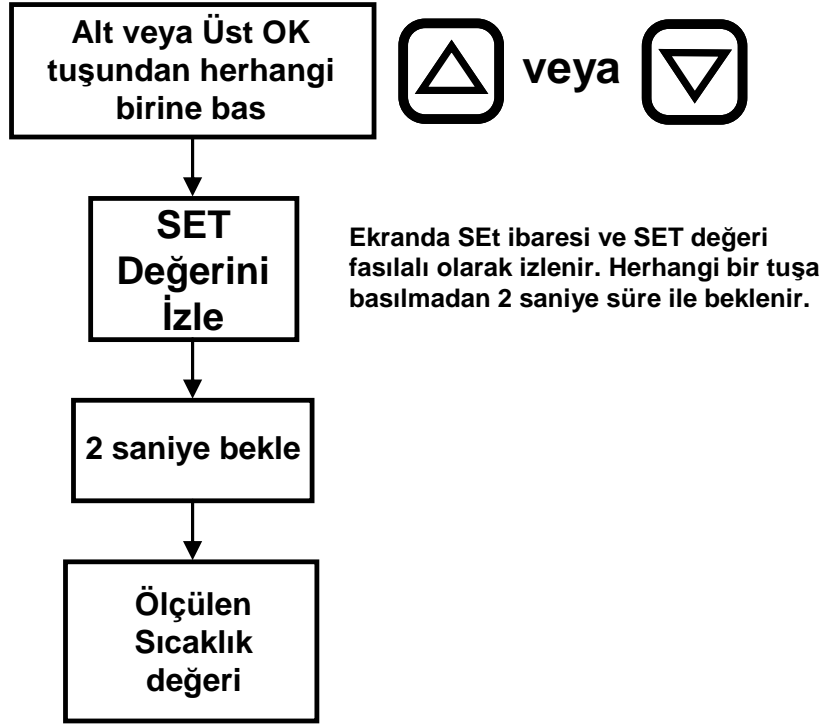 Alt veya Üst OK
tuşundan herhangi
birine bas
veya
SET
Değerini
İzle
Ekranda SEt ibaresi ve SET değeri
fasılalı olarak izlenir. Herhangi bir tuşa
basılmadan 2 saniye süre ile beklenir.
2 saniye bekle
Ölçülen
Sıcaklık
değeri